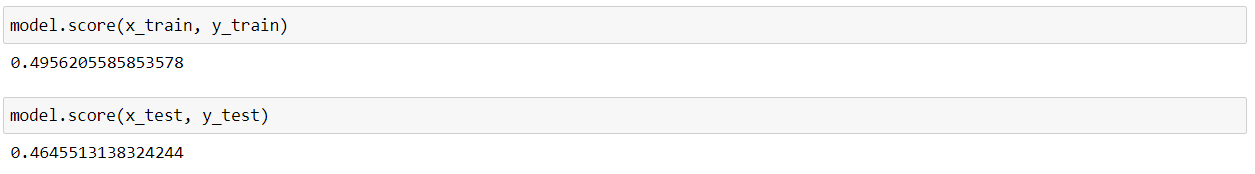 model.score(x_train, y_train)
0.4956205585853578
model.score(x_test, y_test)
0.4645513138324244